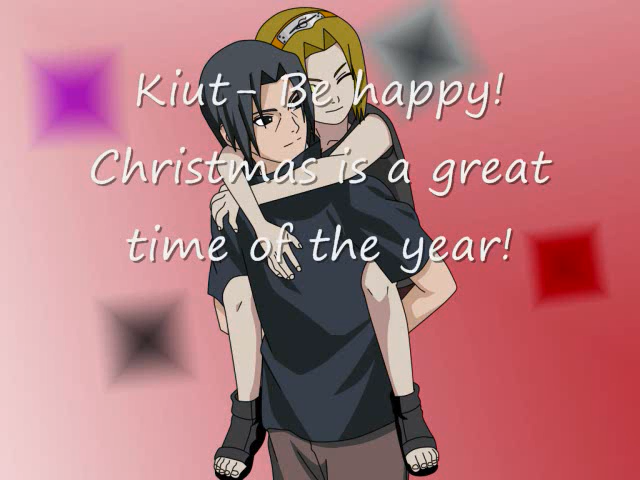 Kiut- Be happy!
Christmas is a great
time of the year!